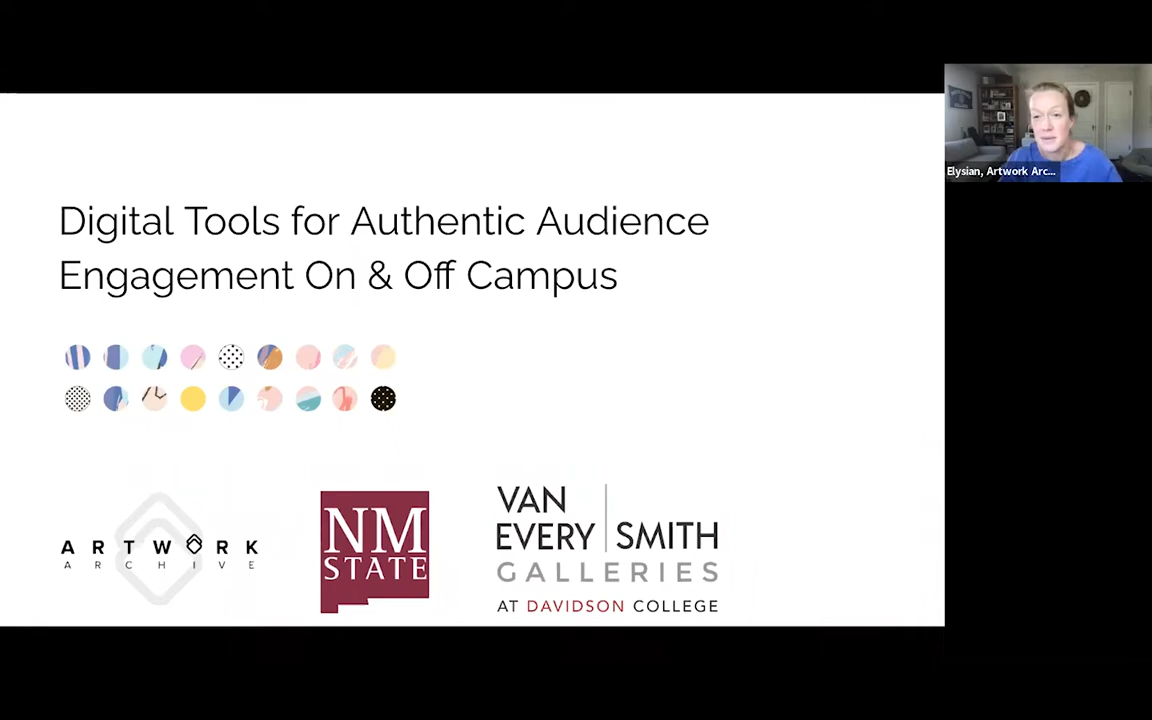 Elysian, Artwork Arc...
Digital Tools for Authentic Audience
Engagement On & Off Campus
ARTWORK
ARCHIVE
NM
STATE
VAN
EVERY SMITH
GALLERIES
AT DAVIDSON COLLEGE